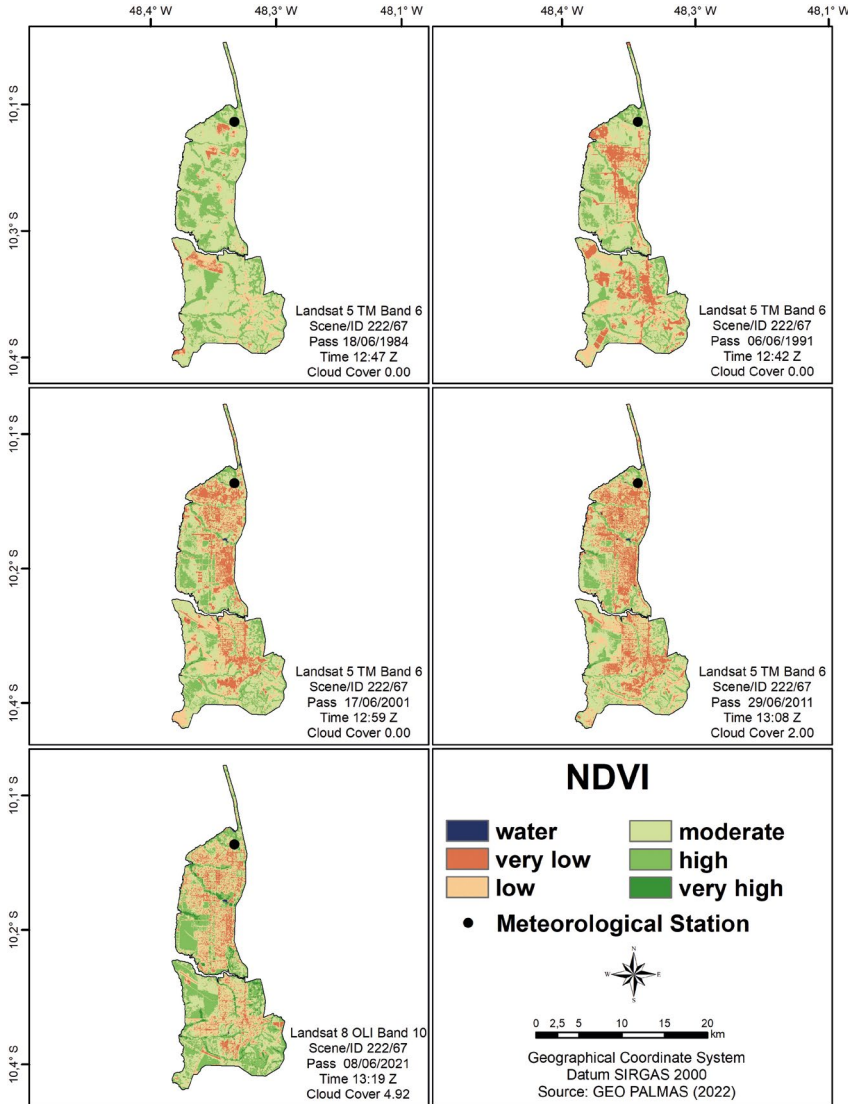 48,4° W
48,3° W
48,1° W
48,4° W
48,3° W
48,1° W
10,1° S
10,3° S
10,4° S
Landsat 5 TM Band 6
Scene/ID 222/67
Pass 18/06/1984
Time 12:47 Z
Cloud Cover 0.00
Landsat 5 TM Band 6
Scene/ID 222/67
Pass 06/06/1991
Time 12:42 Z
Cloud Cover 0.00
10,1° S
10,2° S
10,4° S
Landsat 5 TM Band 6
Scene/ID 222/67
Pass 17/06/2001
Time 12:59 Z
Cloud Cover 0.00
Landsat 5 TM Band 6
Scene/ID 222/67
Pass 29/06/2011
Time 13:08 Z
Cloud Cover 2.00
10,1° S
10,2° S
10,4° S
Landsat 8 OLI Band 10
Scene/ID 222/67
Pass 08/06/2021
Time 13:19 Z
Cloud Cover 4.92
NDVI
water
very low
low
moderate
high
very high
Meteorological Station
N
W E
S
0 2,5 5 10 15 20
km
Geographical Coordinate System
Datum SIRGAS 2000
Source: GEO PALMAS (2022)